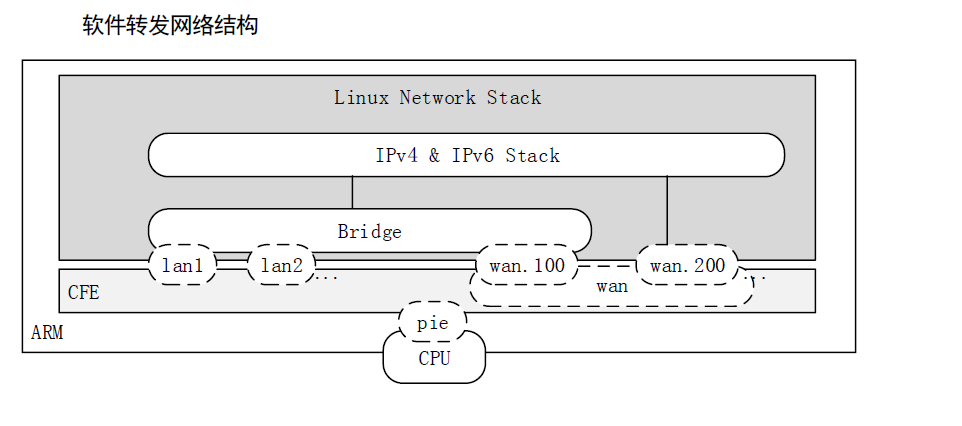 软件转发网络结构
Linux Network Stack
IPv4 & IPv6 Stack
Bridge
lan1
lan2
...
wan.100
wan.200
...
wan
CFE
pie
ARM
CPU